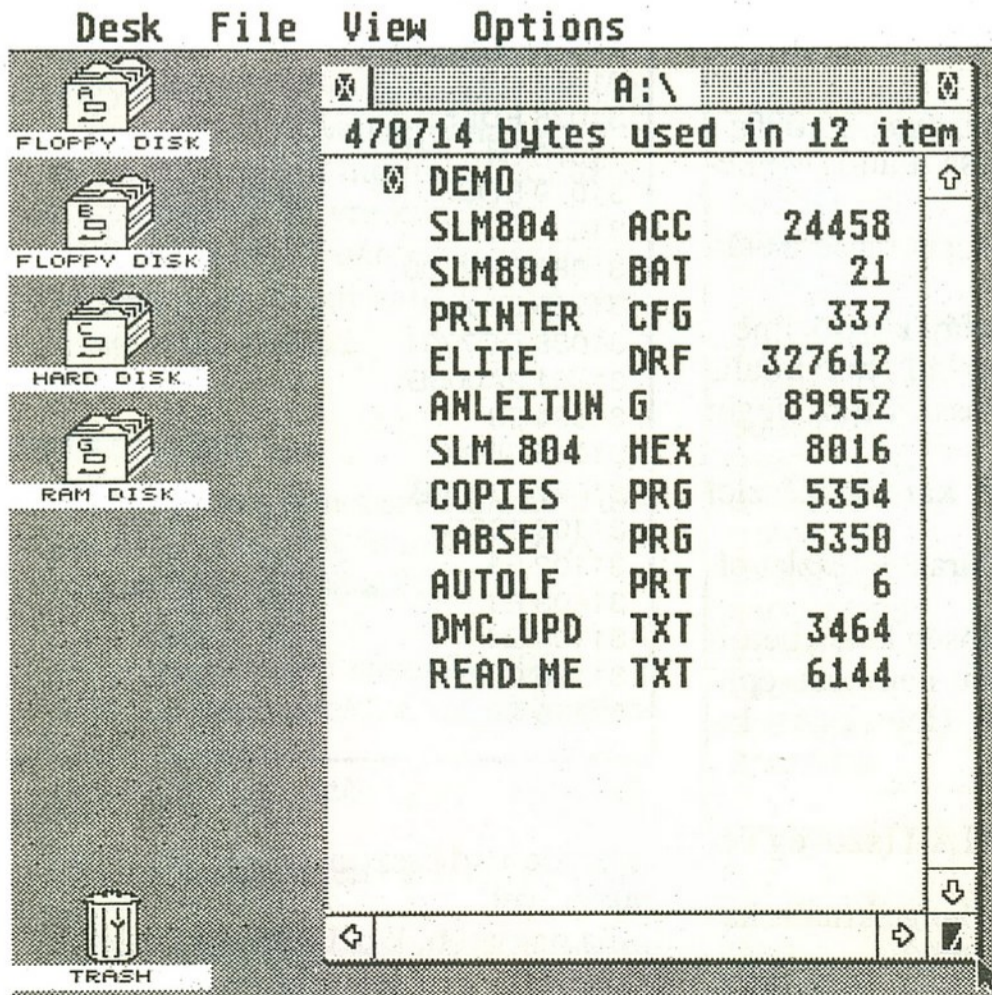 Desk File View Options
A
FLOPPY DISK
B
FLOPPY DISK
C
HARD DISK
G
RAM DISK
TRASH
A:\
470714 bytes used in 12 item
DEMO
SLM804 ACC 24458
SLM804 BAT 21
PRINTER CFG 337
ELITE DRF 327612
ANLEITUN G 89952
SLM_804 HEX 8016
COPIES PRG 5354
TABSET PRG 5350
AUTOLF PRT 6
DMC_UPD TXT 3464
READ_ME TXT 6144